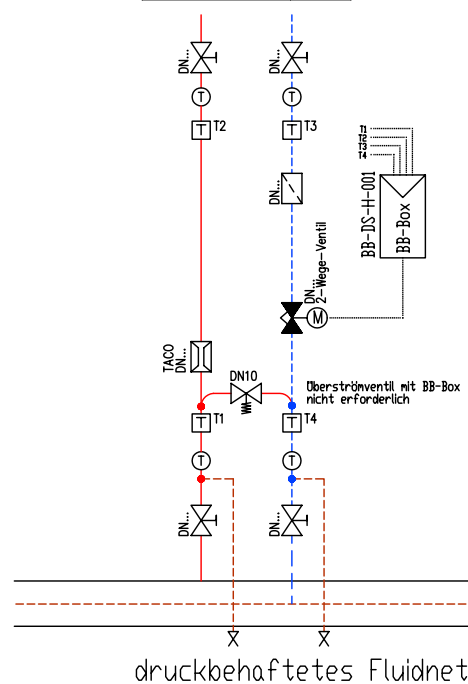 DN...
DN...
T
T
T
T2
T
T3
T1
T2
T3
T4
BB-DS-H-001
BB-Box
DN...
DN...
2-Wege-Ventil
M
TACO
DN...
DN10
Überströmventil mit BB-Box
nicht erforderlich
T
T1
T
T4
T
T
DN...
DN...
druckbehaftetes Fluidnet